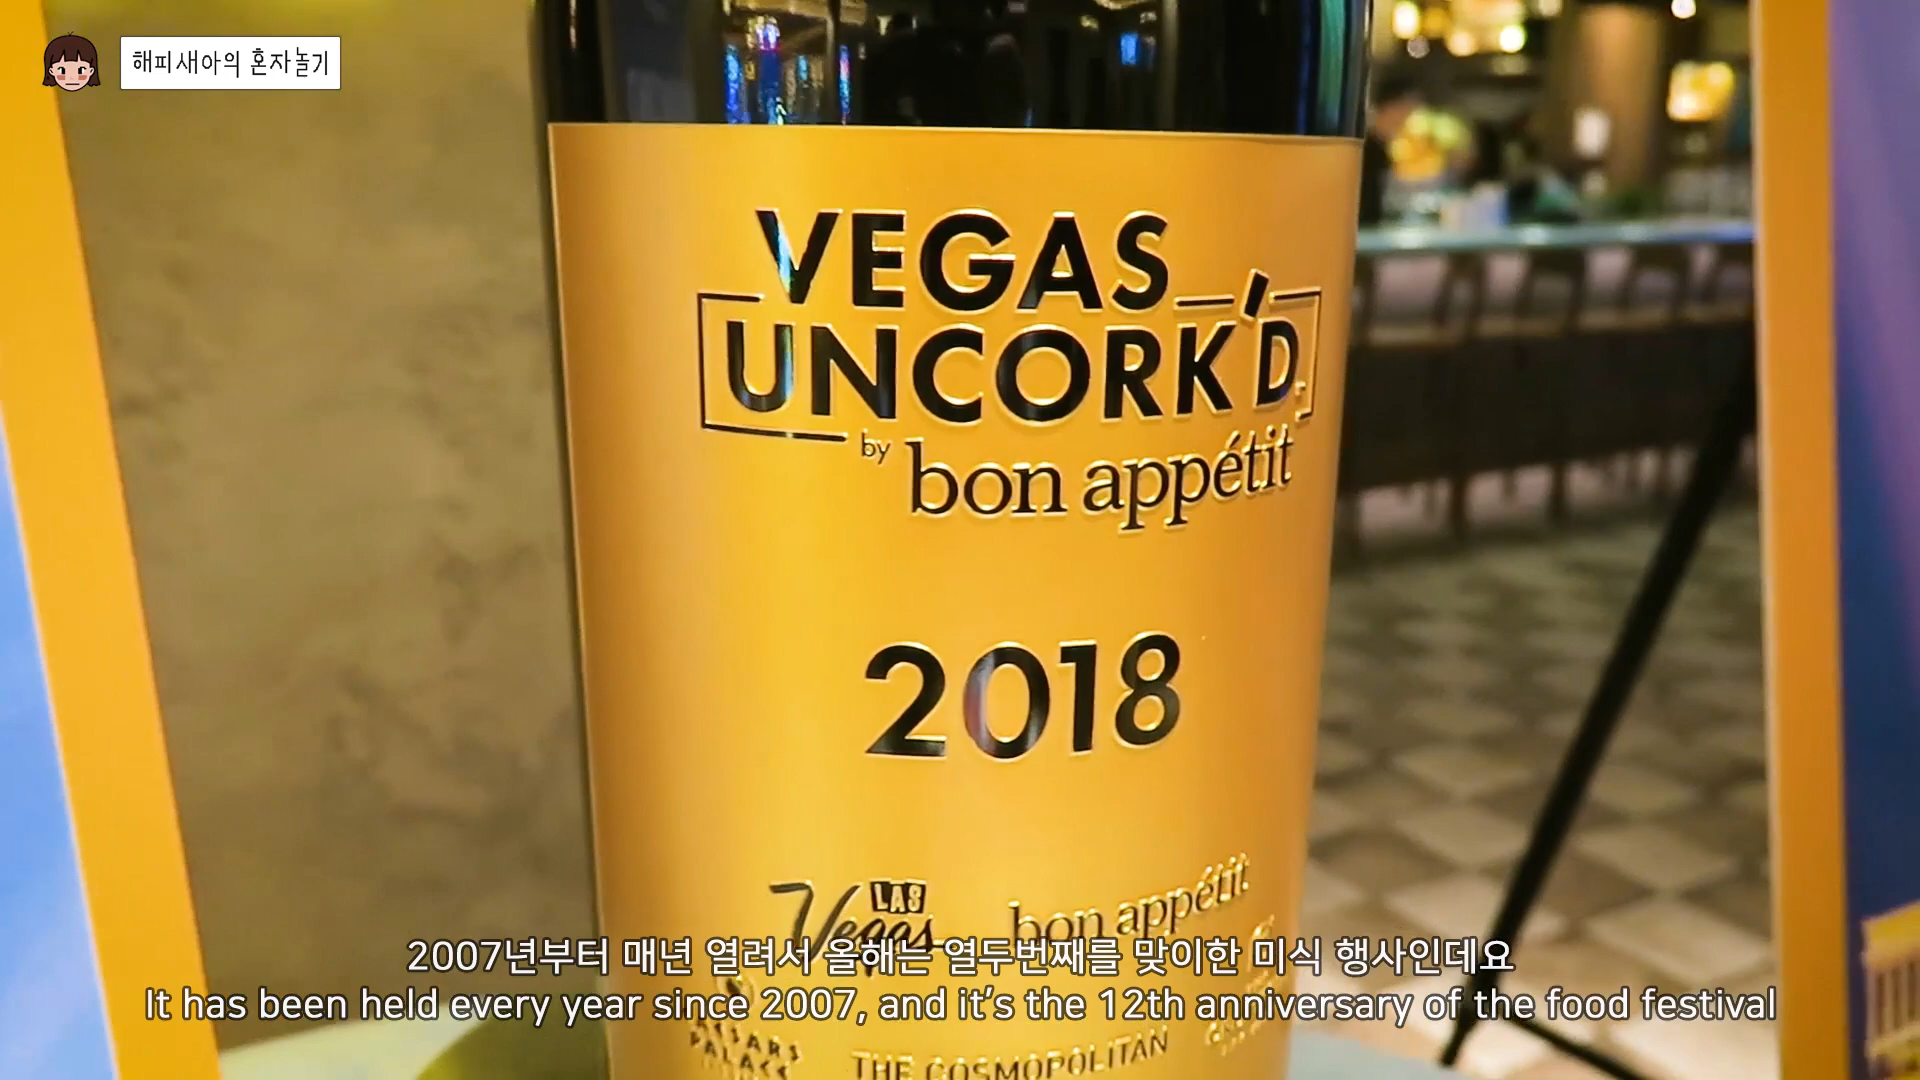 해피새아의 혼자놀기
VEGAS
UNCORK'D
by bon appétit
2018
LAS
Vegas
bon appétit
2007년부터 매년 열려서 올해는 열두번째를 맞이한 미식 행사인데요
It has been held every year since 2007, and it's the 12th anniversary of the food festival
CAESARS
PALACE
THE COSMOPOLITAN